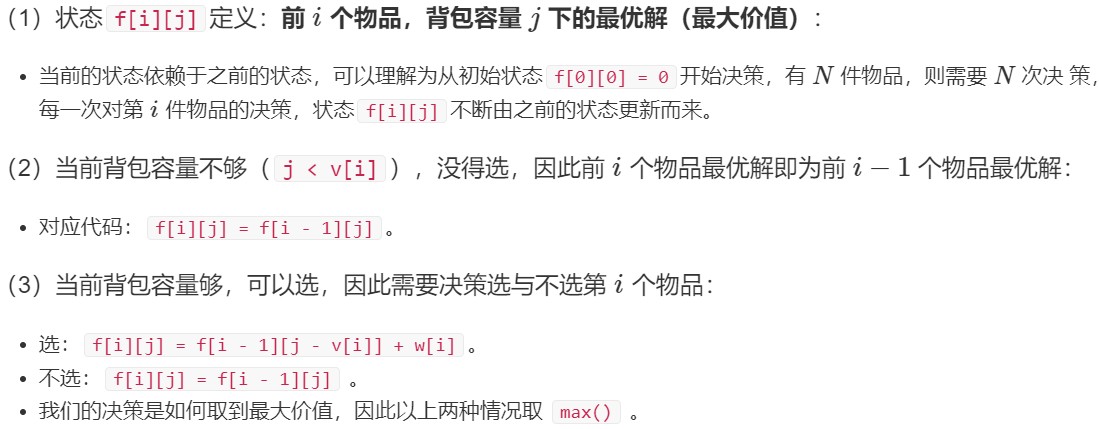 (1) 状态 f[i][j] 定义：前 i 个物品，背包容量 j 下的最优解（最大价值）:
• 当前的状态依赖于之前的状态，可以理解为从初始状态 f[0][0] = 0 开始决策，有 N 件物品，则需要 N 次决 策，
每一次对第 i 件物品的决策，状态 f[i][j] 不断由之前的状态更新而来。
(2) 当前背包容量不够（ j < v[i] ），没得选，因此前 i 个物品最优解即为前 i − 1 个物品最优解：
• 对应代码： f[i][j] = f[i - 1][j] 。
(3) 当前背包容量够，可以选，因此需要决策选与不选第 i 个物品：
• 选： f[i][j] = f[i - 1][j - v[i]] + w[i] 。
• 不选： f[i][j] = f[i - 1][j] 。
• 我们的决策是如何取到最大价值，因此以上两种情况取 max() 。